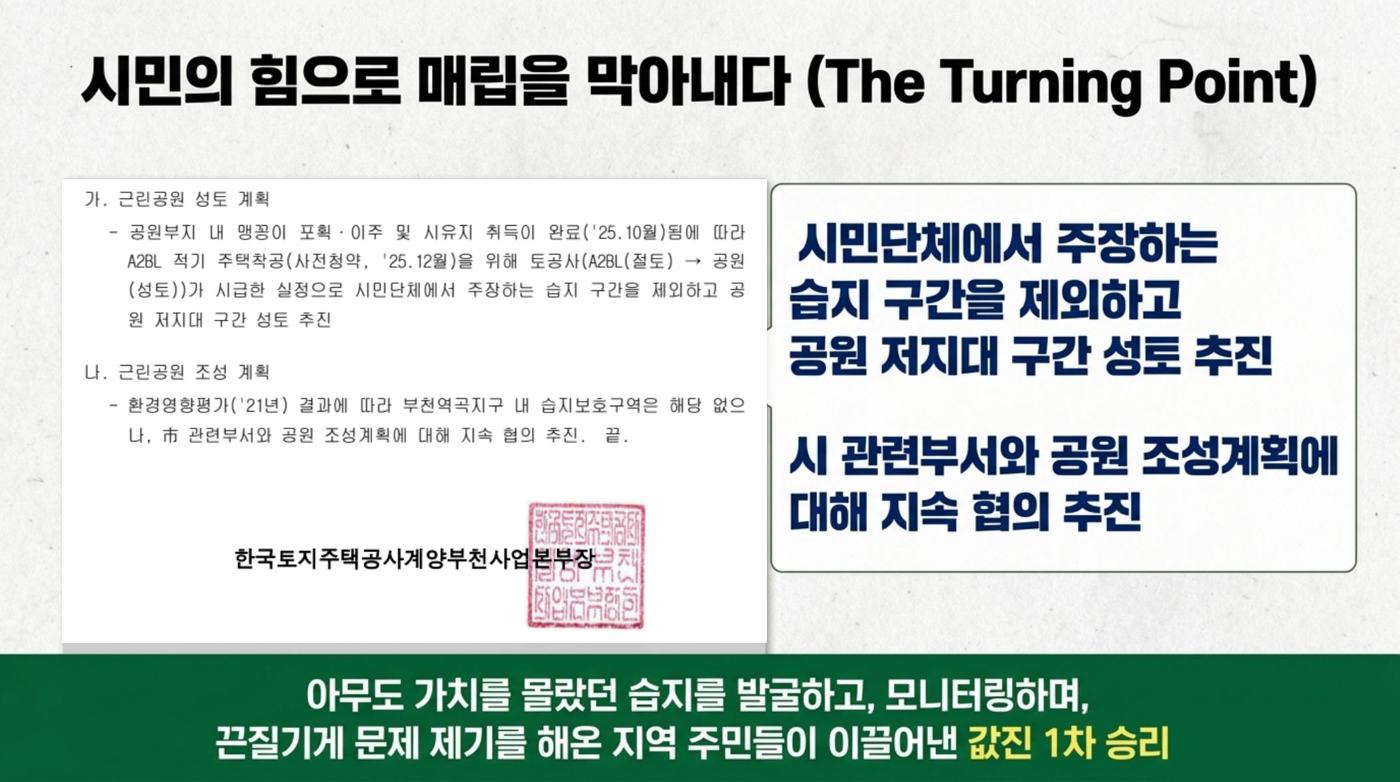 시민의 힘으로 매립을 막아내다 (The Turning Point)
가. 근린공원 성토 계획
- 공원부지 내 맹꽁이 포획·이주 및 시유지 취득이 완료('25.10월)됨에 따라
A2BL 적기 주택착공(사전청약, '25.12월)을 위해 토공사(A2BL(절토) → 공원
(성토))가 시급한 실정으로 시민단체에서 주장하는 습지 구간을 제외하고 공
원 저지대 구간 성토 추진
나. 근린공원 조성 계획
- 환경영향평가('21년) 결과에 따라 부천역곡지구 내 습지보호구역은 해당 없으
나, 市 관련부서와 공원 조성계획에 대해 지속 협의 추진. 끝.
한국토지주택공사계양부천사업본부장
시민단체에서 주장하는
습지 구간을 제외하고
공원 저지대 구간 성토 추진
시 관련부서와 공원 조성계획에
대해 지속 협의 추진
아무도 가치를 몰랐던 습지를 발굴하고, 모니터링하며,
끈질기게 문제 제기를 해온 지역 주민들이 이끌어낸 값진 1차 승리